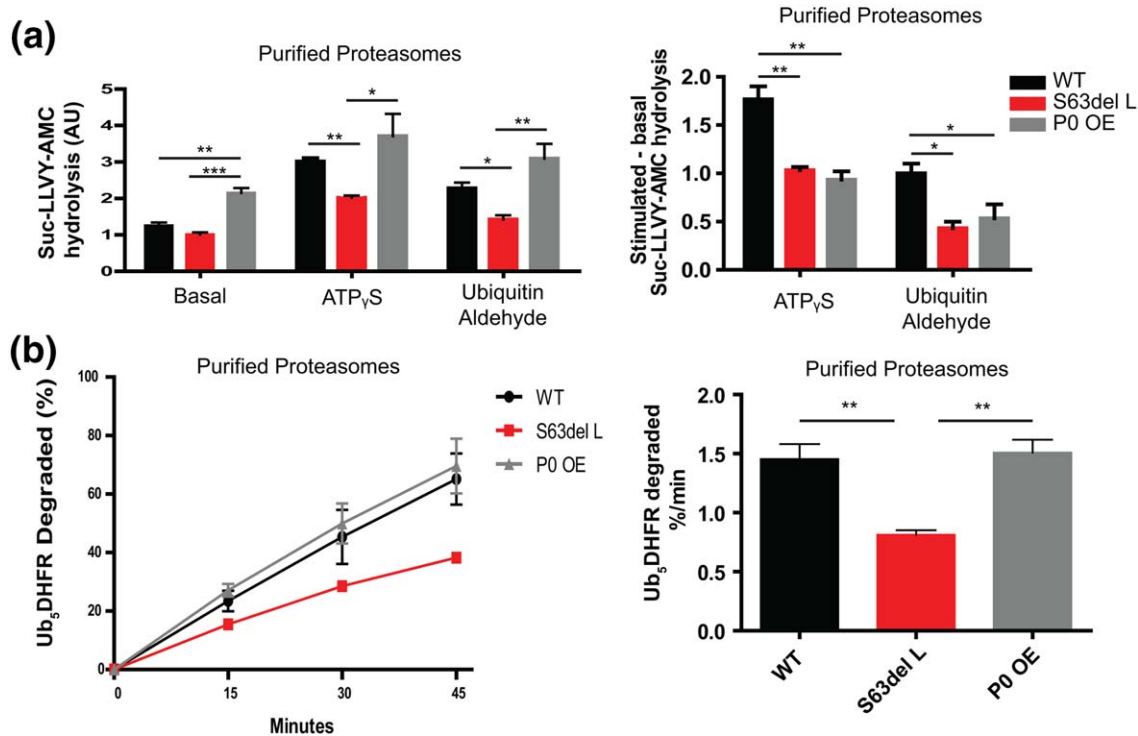 (a)
Purified Proteasomes
Suc-LLVY-AMC
hydrolysis (AU)
5
4
3
2
1
0
**
***
**
*
*
**
Basal
ATPγS
Ubiquitin
Aldehyde
Purified Proteasomes
Stimulated - basal
Suc-LLVY-AMC hydrolysis
2.0
1.5
1.0
0.5
0.0
**
**
*
*
WT
S63del L
P0 OE
ATPγS
Ubiquitin
Aldehyde
(b)
Purified Proteasomes
Ub5DHFR Degraded (%)
100
80
60
40
20
0
0 15 30 45
Minutes
WT
S63del L
P0 OE
Purified Proteasomes
Ub5DHFR degraded
%/min
2.0
1.5
1.0
0.5
0.0
** **
WT
S63del L
P0 OE